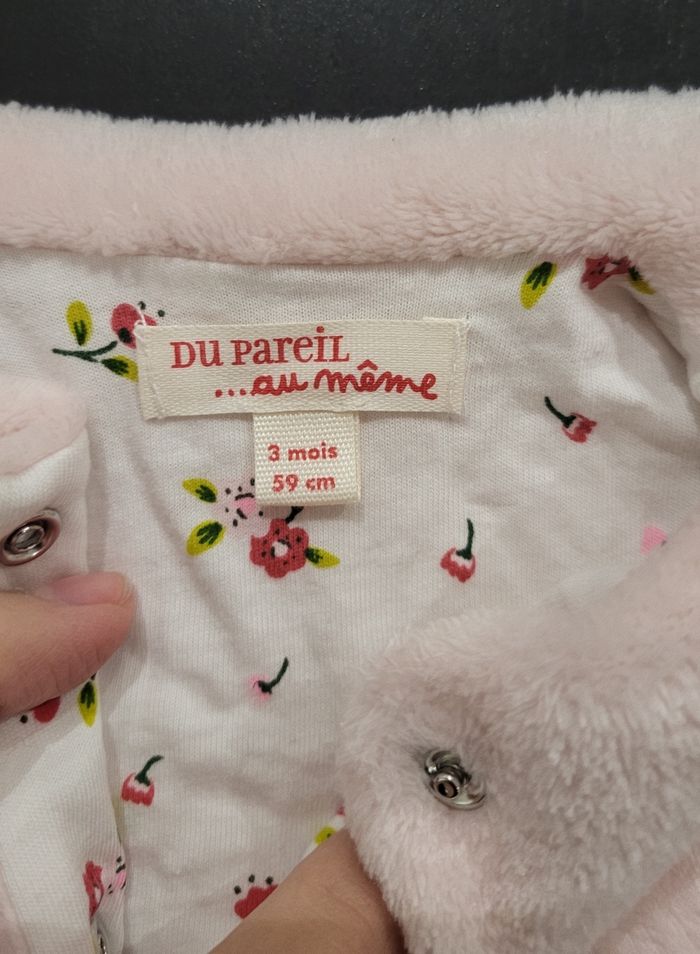 DU PAREIL
...au même
3 mois
59 cm